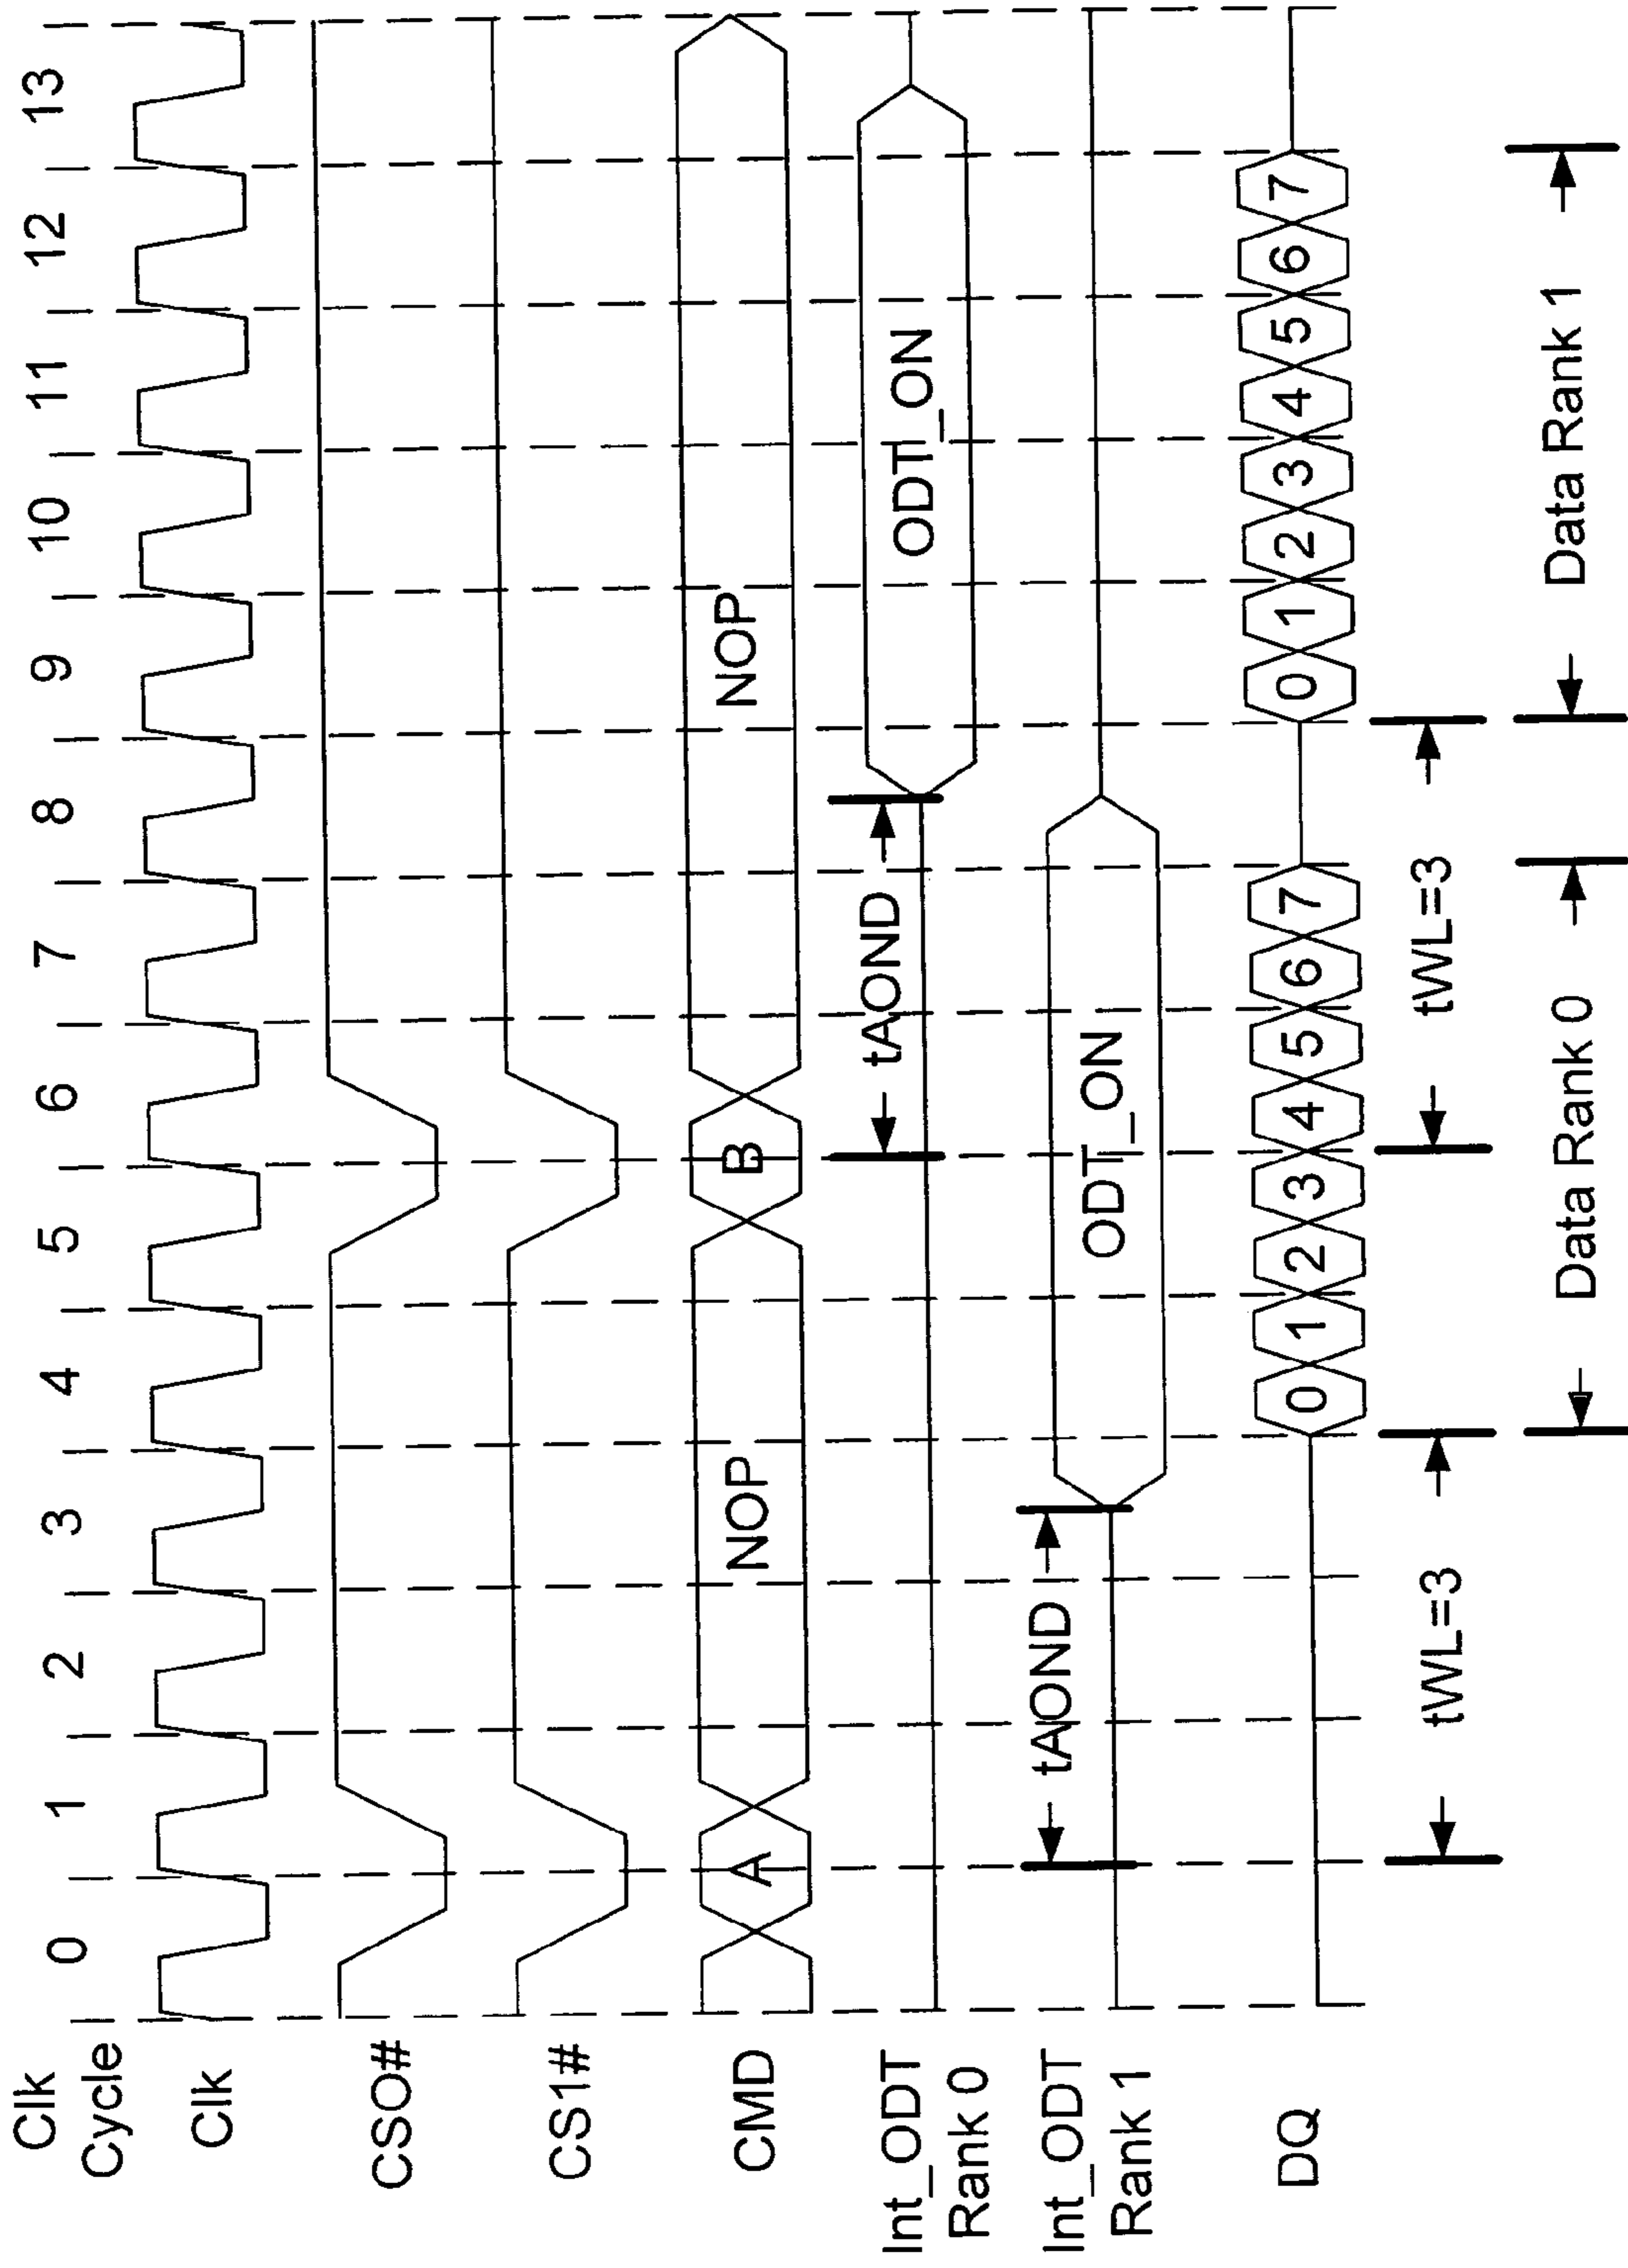 Clk
Cycle
0 1 2 3 4 5 6 7 8 9 10 11 12 13
Clk
CSO#
CS1#
CMD
A NOP B NOP
Int_ODT
Rank 0
tAOND ODT_ON
Int_ODT
Rank 1
tAOND ODT_ON
DQ
0 1 2 3 4 5 6 7 0 1 2 3 4 5 6 7
tWL=3 tWL=3
Data Rank 0 Data Rank 1